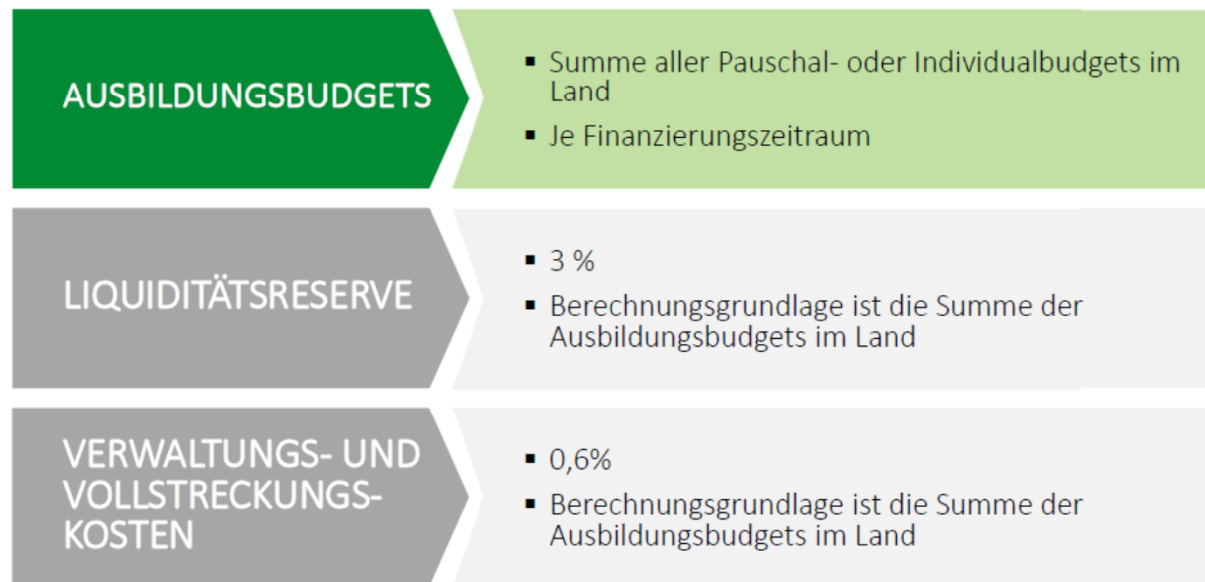 AUSBILDUNGSBUDGETS
▪ Summe aller Pauschal- oder Individualbudgets im
Land
▪ Je Finanzierungszeitraum
LIQUIDITÄTSRESERVE
▪ 3 %
▪ Berechnungsgrundlage ist die Summe der
Ausbildungsbudgets im Land
VERWALTUNGS- UND
VOLLSTRECKUNGS-
KOSTEN
▪ 0,6%
▪ Berechnungsgrundlage ist die Summe der
Ausbildungsbudgets im Land